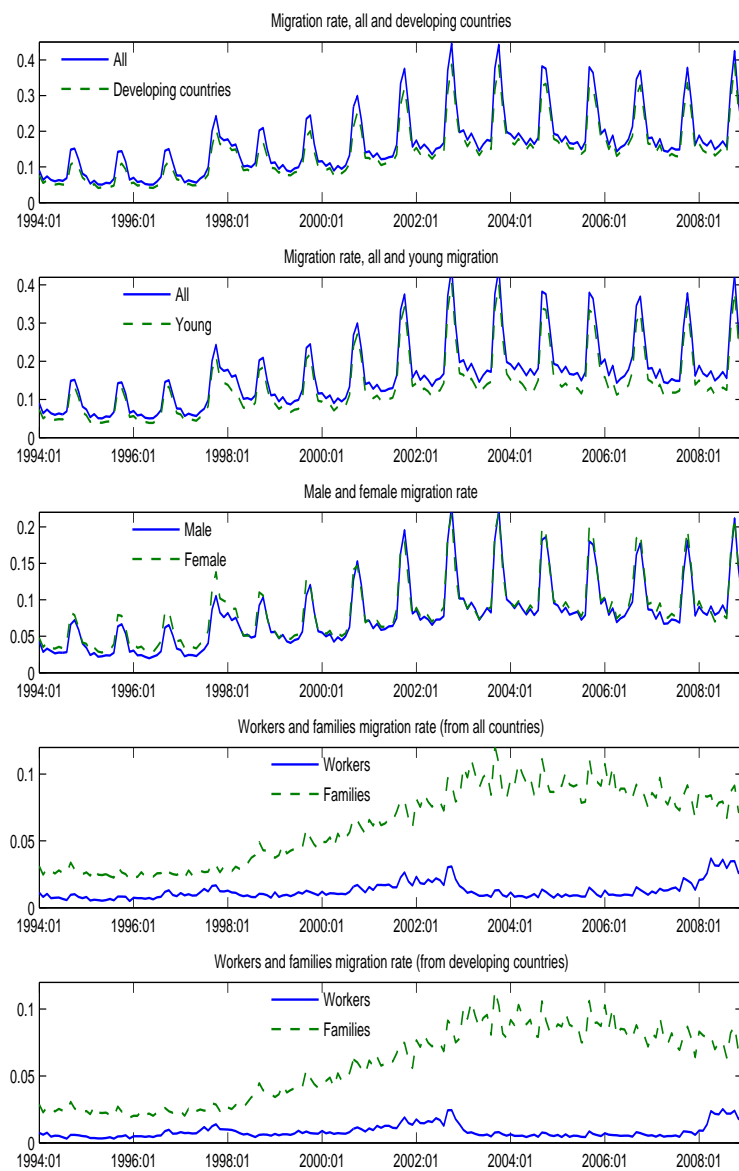 Migration rate, all and developing countries
0.4
0.3
0.2
0.1
0
All
Developing countries
1994:01 1996:01 1998:01 2000:01 2002:01 2004:01 2006:01 2008:01
Migration rate, all and young migration
0.4
0.3
0.2
0.1
0
All
Young
1994:01 1996:01 1998:01 2000:01 2002:01 2004:01 2006:01 2008:01
Male and female migration rate
0.2
0.15
0.1
0.05
0
Male
Female
1994:01 1996:01 1998:01 2000:01 2002:01 2004:01 2006:01 2008:01
Workers and families migration rate (from all countries)
0.1
0.05
0
Workers
Families
1994:01 1996:01 1998:01 2000:01 2002:01 2004:01 2006:01 2008:01
Workers and families migration rate (from developing countries)
0.1
0.05
0
Workers
Families
1994:01 1996:01 1998:01 2000:01 2002:01 2004:01 2006:01 2008:01